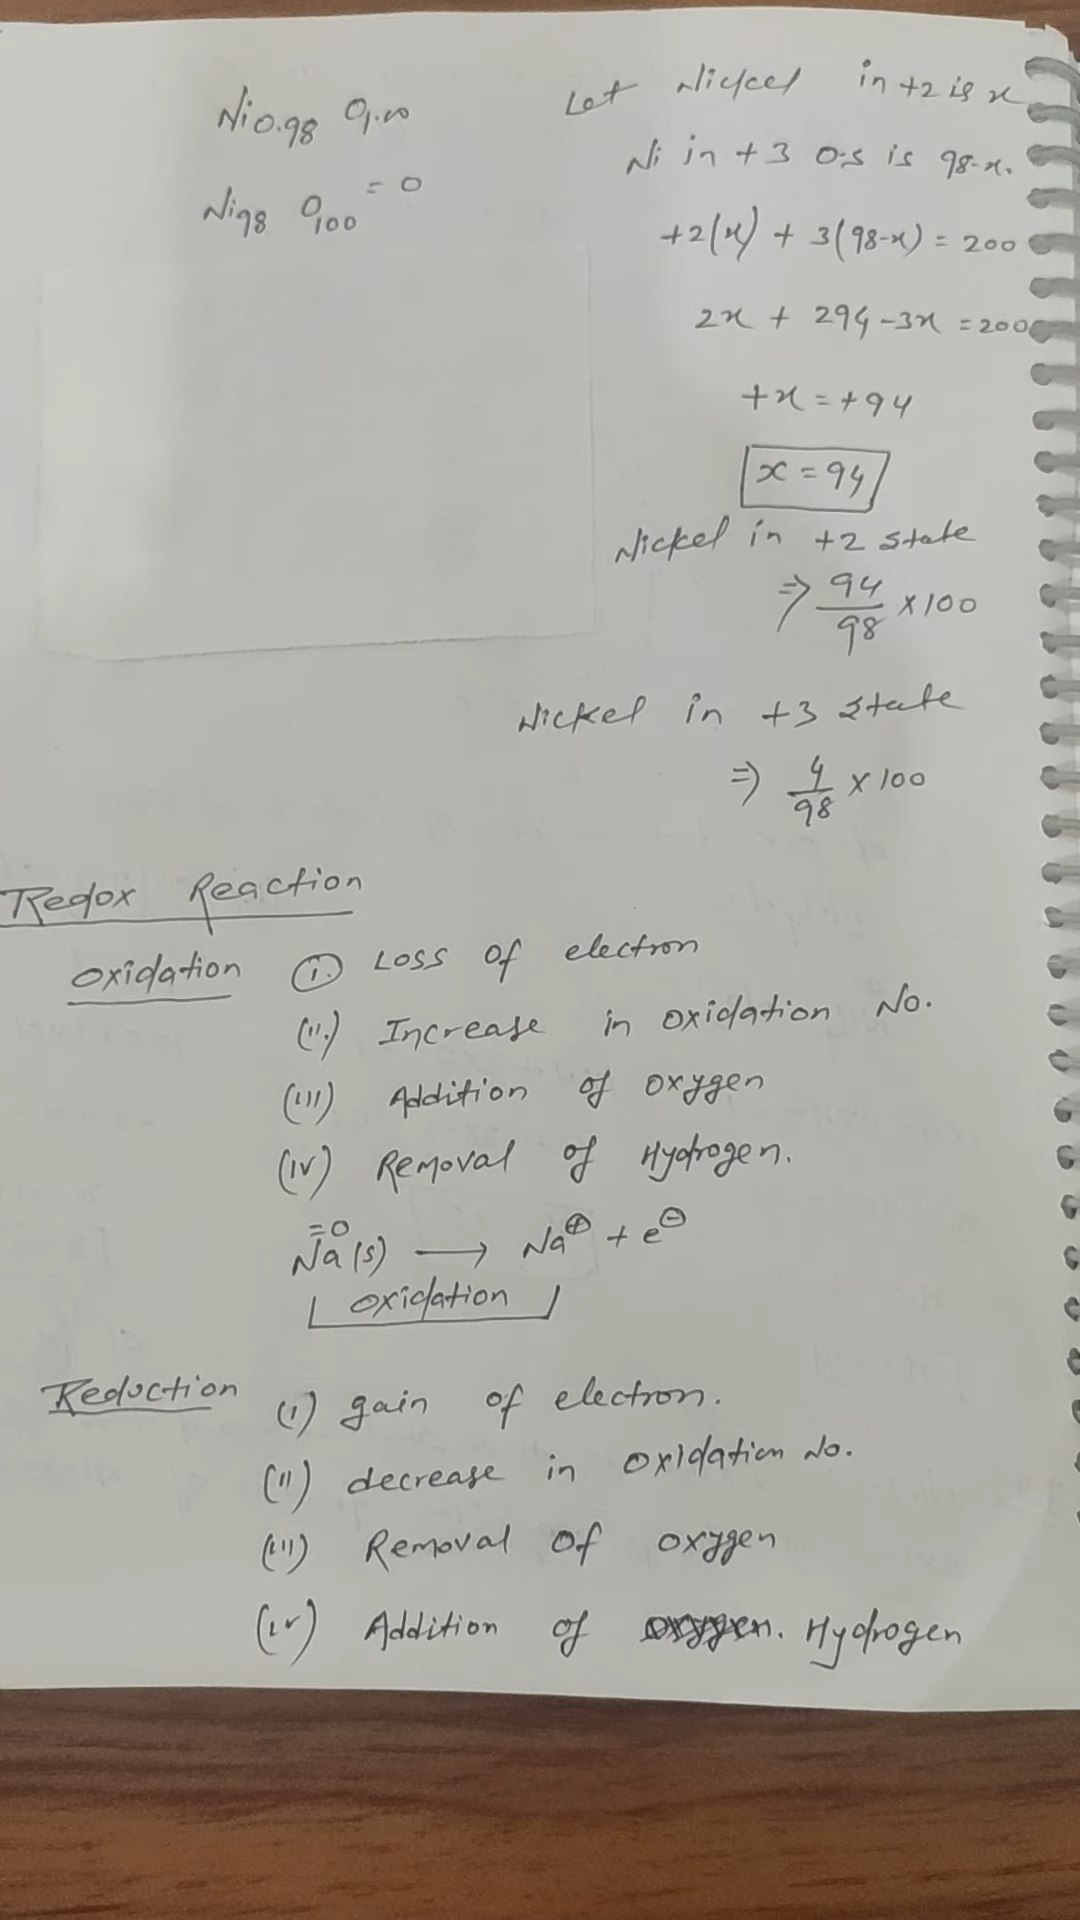 Ni0.98 O1.00
Ni98 O100 = 0
Let Nickel in +2 is x
Ni in +3 O.S is 98-x.
+2(x) + 3(98-x) = 200
2x + 294 - 3x = 200
+x = +94
x = 94
Nickel in +2 state
⇒ 94/98 × 100
Nickel in +3 state
⇒ 4/98 × 100
Redox Reaction
Oxidation (i.) Loss of electron
(ii.) Increase in oxidation No.
(iii) Addition of oxygen
(iv) Removal of Hydrogen.
=0
Na(s) → Na⊕ + e⊖
oxidation
Reduction (i) gain of electron.
(ii) decrease in oxidation No.
(iii) Removal of oxygen
(iv) Addition of oxygen. Hydrogen